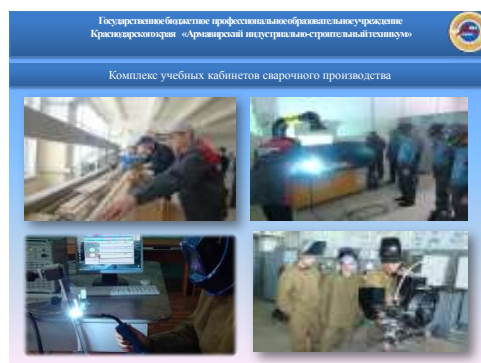 Государственное бюджетное профессиональное образовательное учреждение
Краснодарского края «Армавирский индустриально-строительный техникум»
Комплекс учебных кабинетов сварочного производства